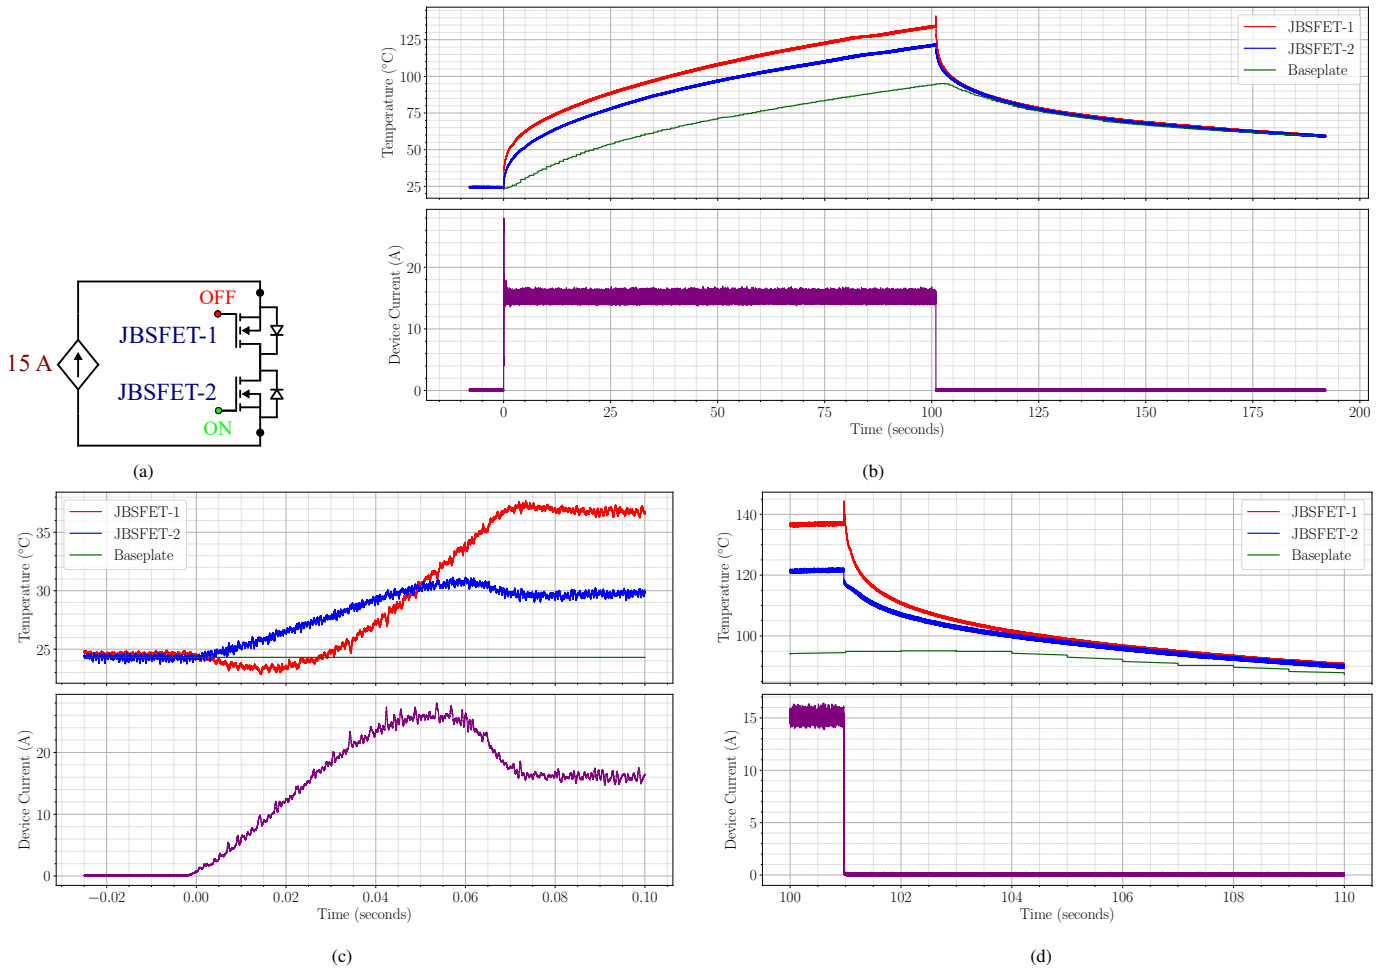 OFF
JBSFET-1
15 A
JBSFET-2
ON
(a)
Temperature (°C)
125
100
75
50
25
JBSFET-1
JBSFET-2
Baseplate
Device Current (A)
20
10
0
0 25 50 75 100 125 150 175 200
Time (seconds)
(b)
Temperature (°C)
35
30
25
JBSFET-1
JBSFET-2
Baseplate
Device Current (A)
20
10
0
−0.02 0.00 0.02 0.04 0.06 0.08 0.10
Time (seconds)
(c)
Temperature (°C)
140
120
100
JBSFET-1
JBSFET-2
Baseplate
Device Current (A)
15
10
5
0
100 102 104 106 108 110
Time (seconds)
(d)